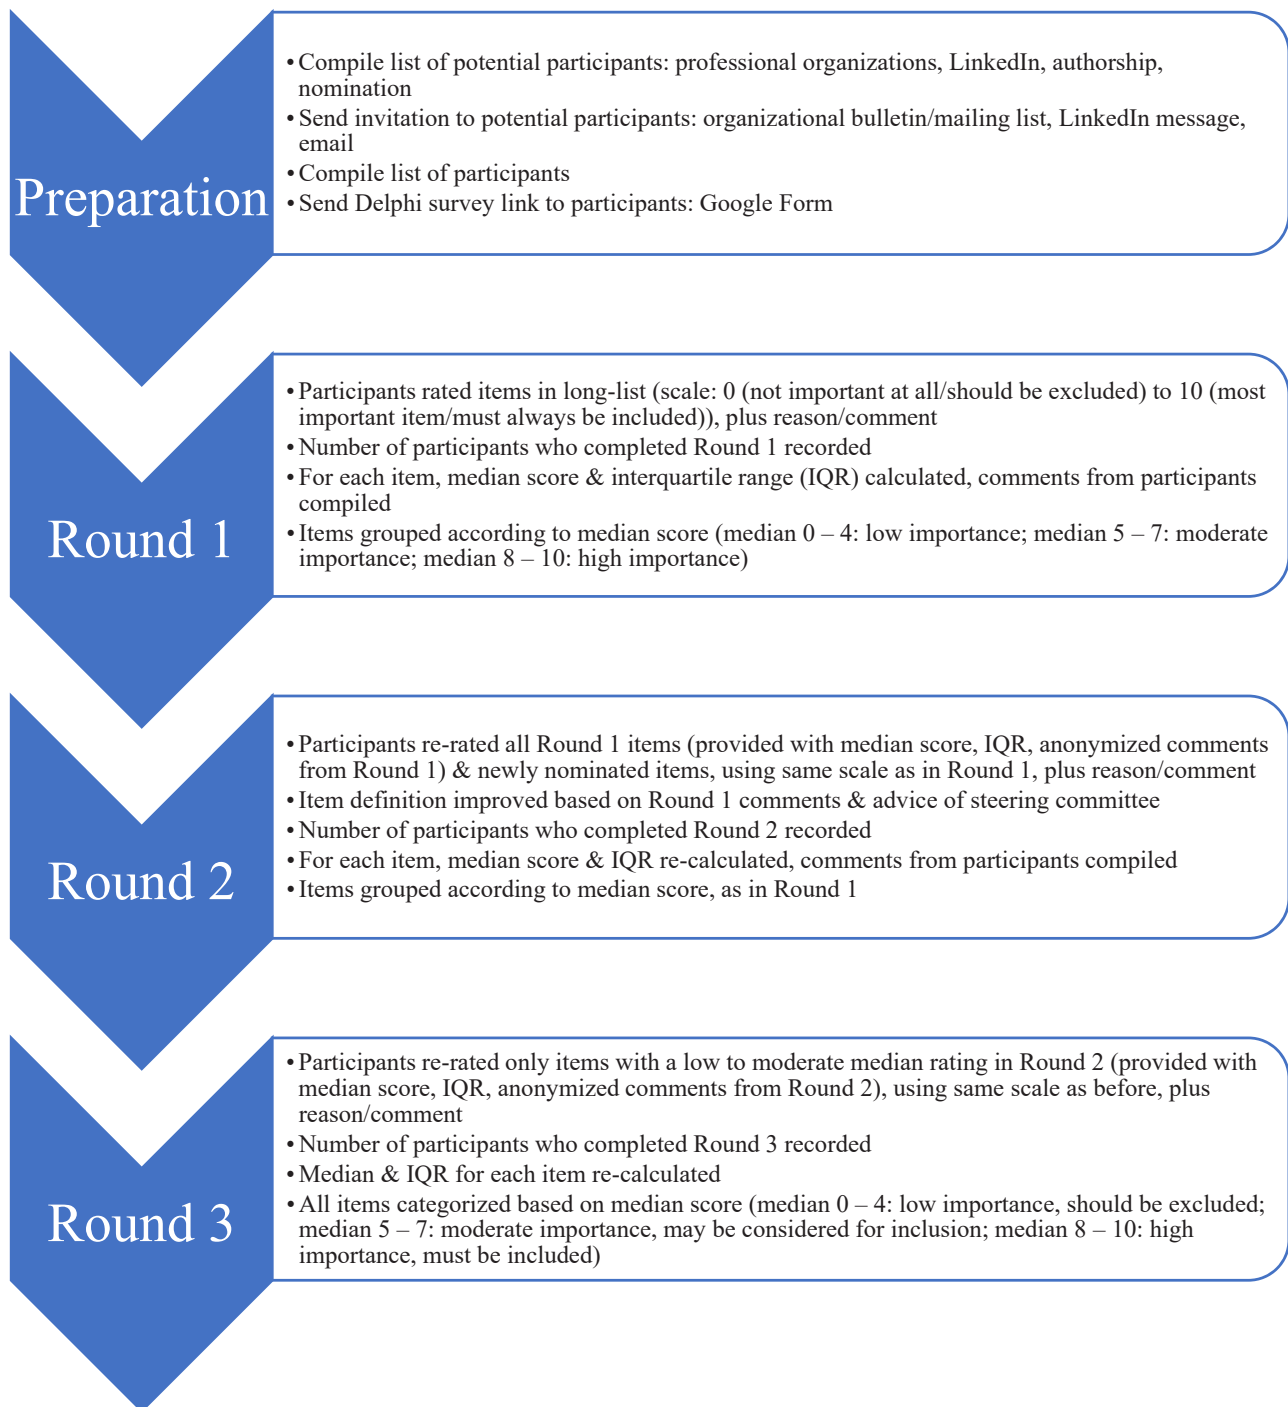 Preparation
• Compile list of potential participants: professional organizations, LinkedIn, authorship,
nomination
• Send invitation to potential participants: organizational bulletin/mailing list, LinkedIn message,
email
• Compile list of participants
• Send Delphi survey link to participants: Google Form
Round 1
• Participants rated items in long-list (scale: 0 (not important at all/should be excluded) to 10 (most
important item/must always be included)), plus reason/comment
• Number of participants who completed Round 1 recorded
• For each item, median score & interquartile range (IQR) calculated, comments from participants
compiled
• Items grouped according to median score (median 0 – 4: low importance; median 5 – 7: moderate
importance; median 8 – 10: high importance)
Round 2
• Participants re-rated all Round 1 items (provided with median score, IQR, anonymized comments
from Round 1) & newly nominated items, using same scale as in Round 1, plus reason/comment
• Item definition improved based on Round 1 comments & advice of steering committee
• Number of participants who completed Round 2 recorded
• For each item, median score & IQR re-calculated, comments from participants compiled
• Items grouped according to median score, as in Round 1
Round 3
• Participants re-rated only items with a low to moderate median rating in Round 2 (provided with
median score, IQR, anonymized comments from Round 2), using same scale as before, plus
reason/comment
• Number of participants who completed Round 3 recorded
• Median & IQR for each item re-calculated
• All items categorized based on median score (median 0 – 4: low importance, should be excluded;
median 5 – 7: moderate importance, may be considered for inclusion; median 8 – 10: high
importance, must be included)